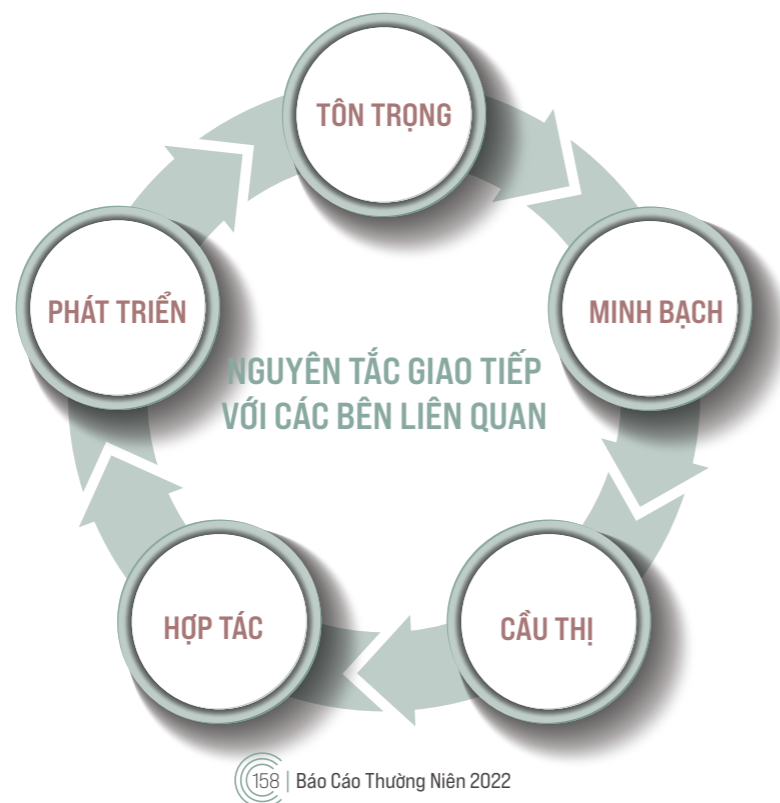 TÔN TRỌNG
MINH BẠCH
CẦU THỊ
HỢP TÁC
PHÁT TRIỂN
NGUYÊN TẮC GIAO TIẾP
VỚI CÁC BÊN LIÊN QUAN
158 | Báo Cáo Thường Niên 2022